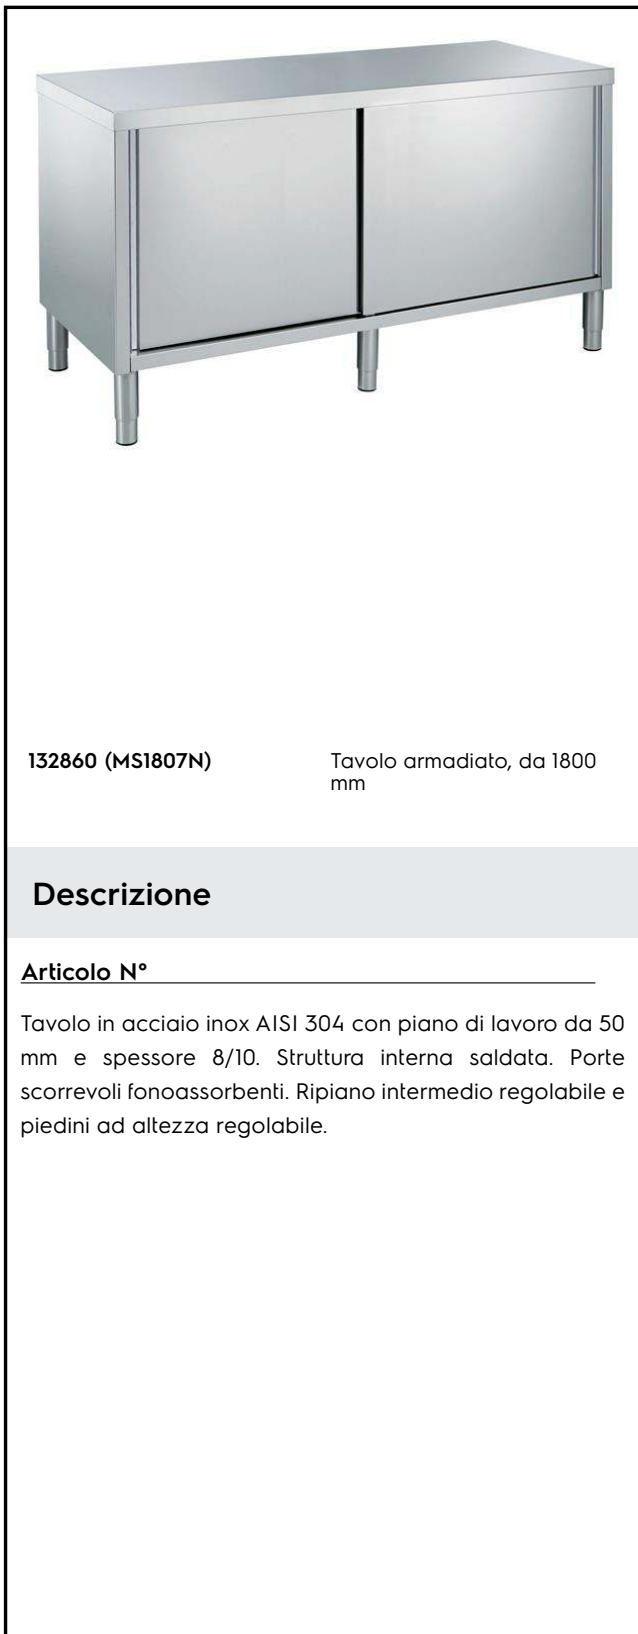 132860 (MS1807N)
Tavolo armadiato, da 1800
mm
Descrizione
Articolo N°
Tavolo in acciaio inox AISI 304 con piano di lavoro da 50
mm e spessore 8/10. Struttura interna saldata. Porte
scorrevoli fonoassorbenti. Ripiano intermedio regolabile e
piedini ad altezza regolabile.